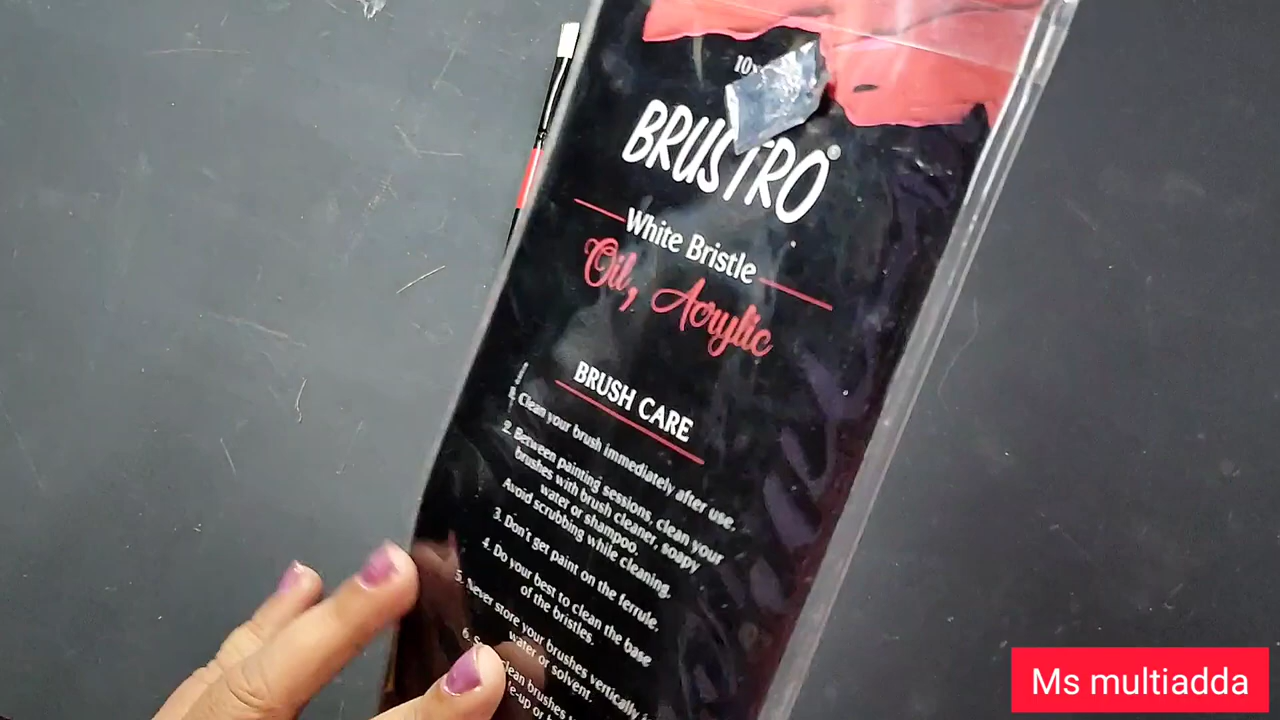 BRUSTRO®
White Bristle
Oil, Acrylic
BRUSH CARE
1. Clean your brush immediately after use.
2. Between painting sessions, clean your
brushes with brush cleaner, soapy
water or shampoo.
Avoid scrubbing while cleaning.
3. Don't get paint on the ferrule.
4. Do your best to clean the base
of the bristles.
5. Never store your brushes vertically
water or solvent.
6.
clean brushes
Ms multiadda